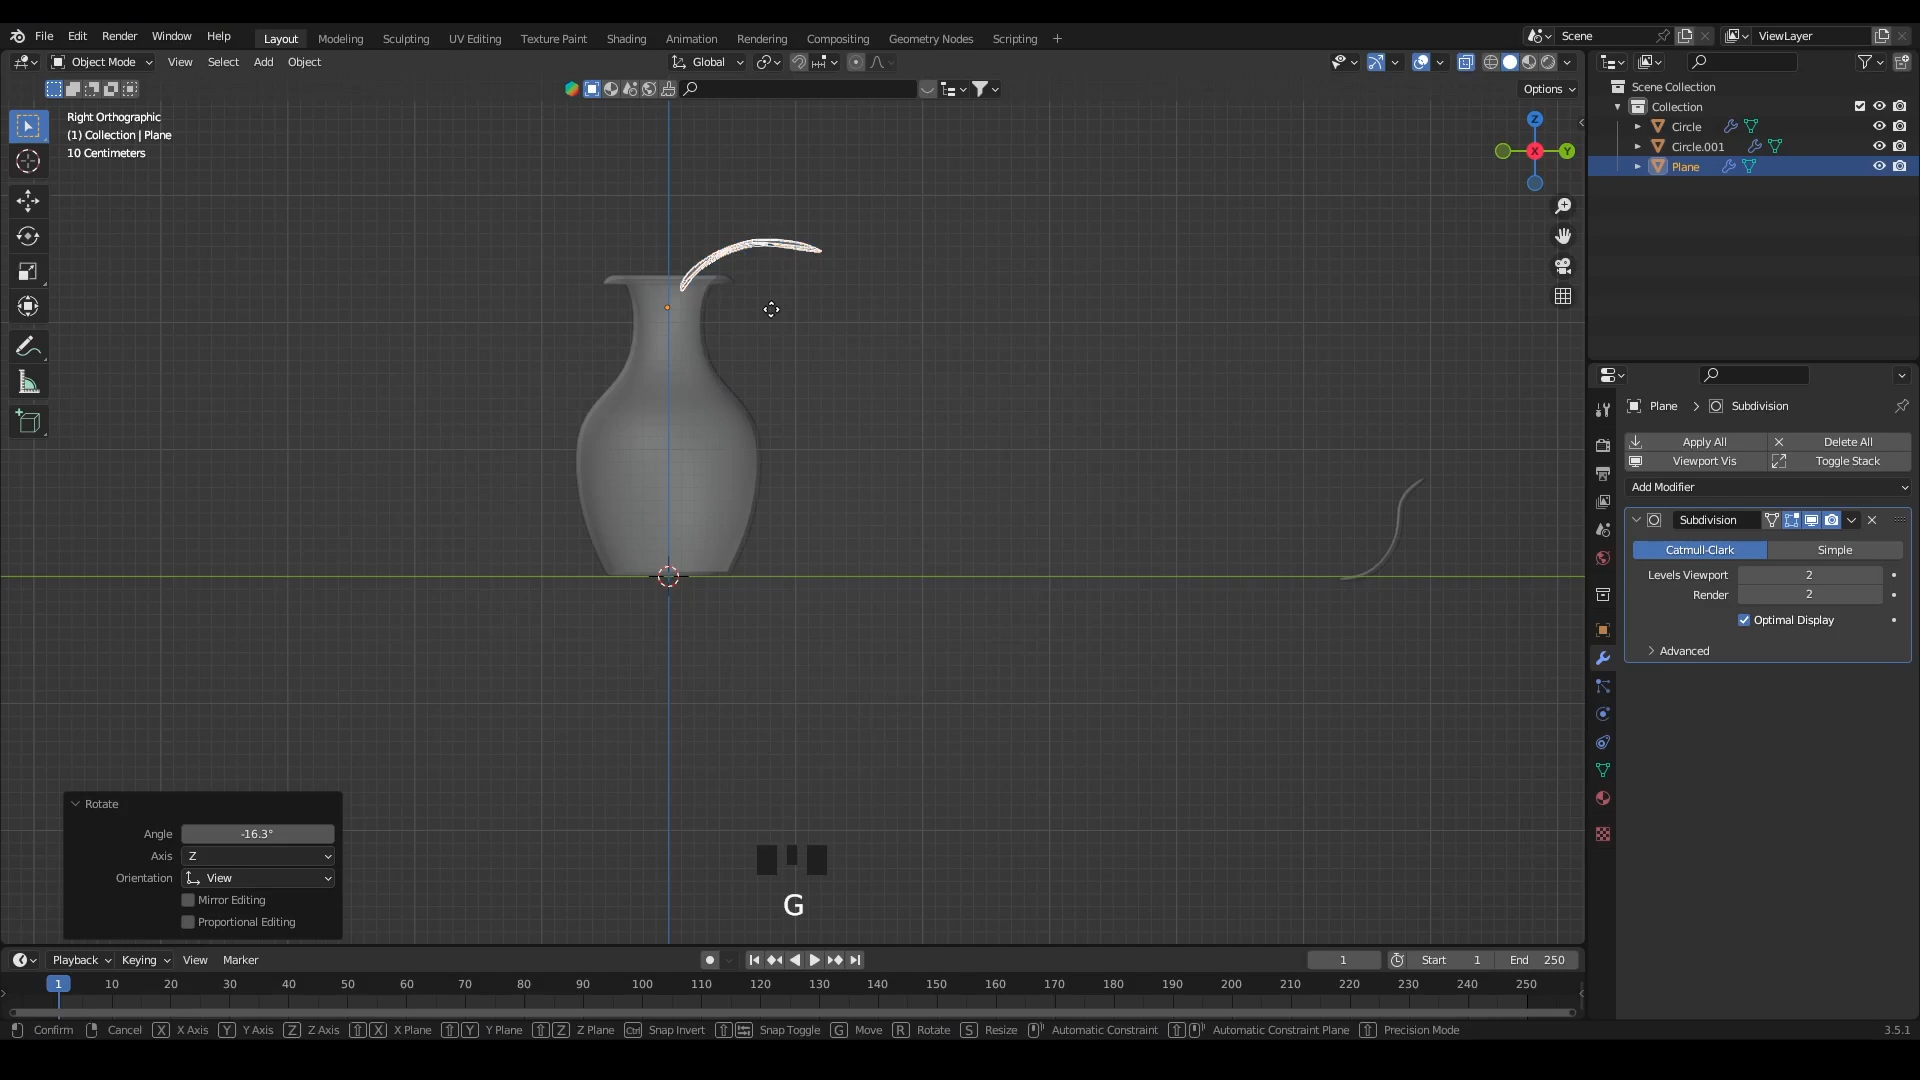 File Edit Render Window Help Layout Modeling Sculpting UV Editing Texture Paint Shading Animation Rendering Compositing Geometry Nodes Scripting + Scene ViewLayer
Object Mode View Select Add Object Global
Options
Right Orthographic
(1) Collection | Plane
10 Centimeters
Z
Y
X
Scene Collection
Collection
Circle
Circle.001
Plane
Plane > Subdivision
Apply All Delete All
Viewport Vis Toggle Stack
Add Modifier
Subdivision
Catmull-Clark Simple
Levels Viewport 2
Render 2
Optimal Display
Advanced
Rotate
Angle -16.3°
Axis Z
Orientation View
Mirror Editing
Proportional Editing
G
Playback Keying View Marker 1 Start 1 End 250
1 10 20 30 40 50 60 70 80 90 100 110 120 130 140 150 160 170 180 190 200 210 220 230 240 250
Confirm Cancel X X Axis Y Y Axis Z Z Axis X X Plane Y Y Plane Z Z Plane Ctrl Snap Invert Snap Toggle G Move R Rotate S Resize Automatic Constraint Automatic Constraint Plane Precision Mode 3.5.1